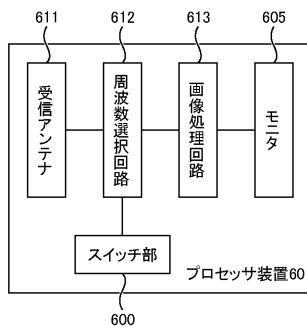 611
612
613
605
受信アンテナ
周波数選択回路
画像処理回路
モニタ
スイッチ部
プロセッサ装置60
600